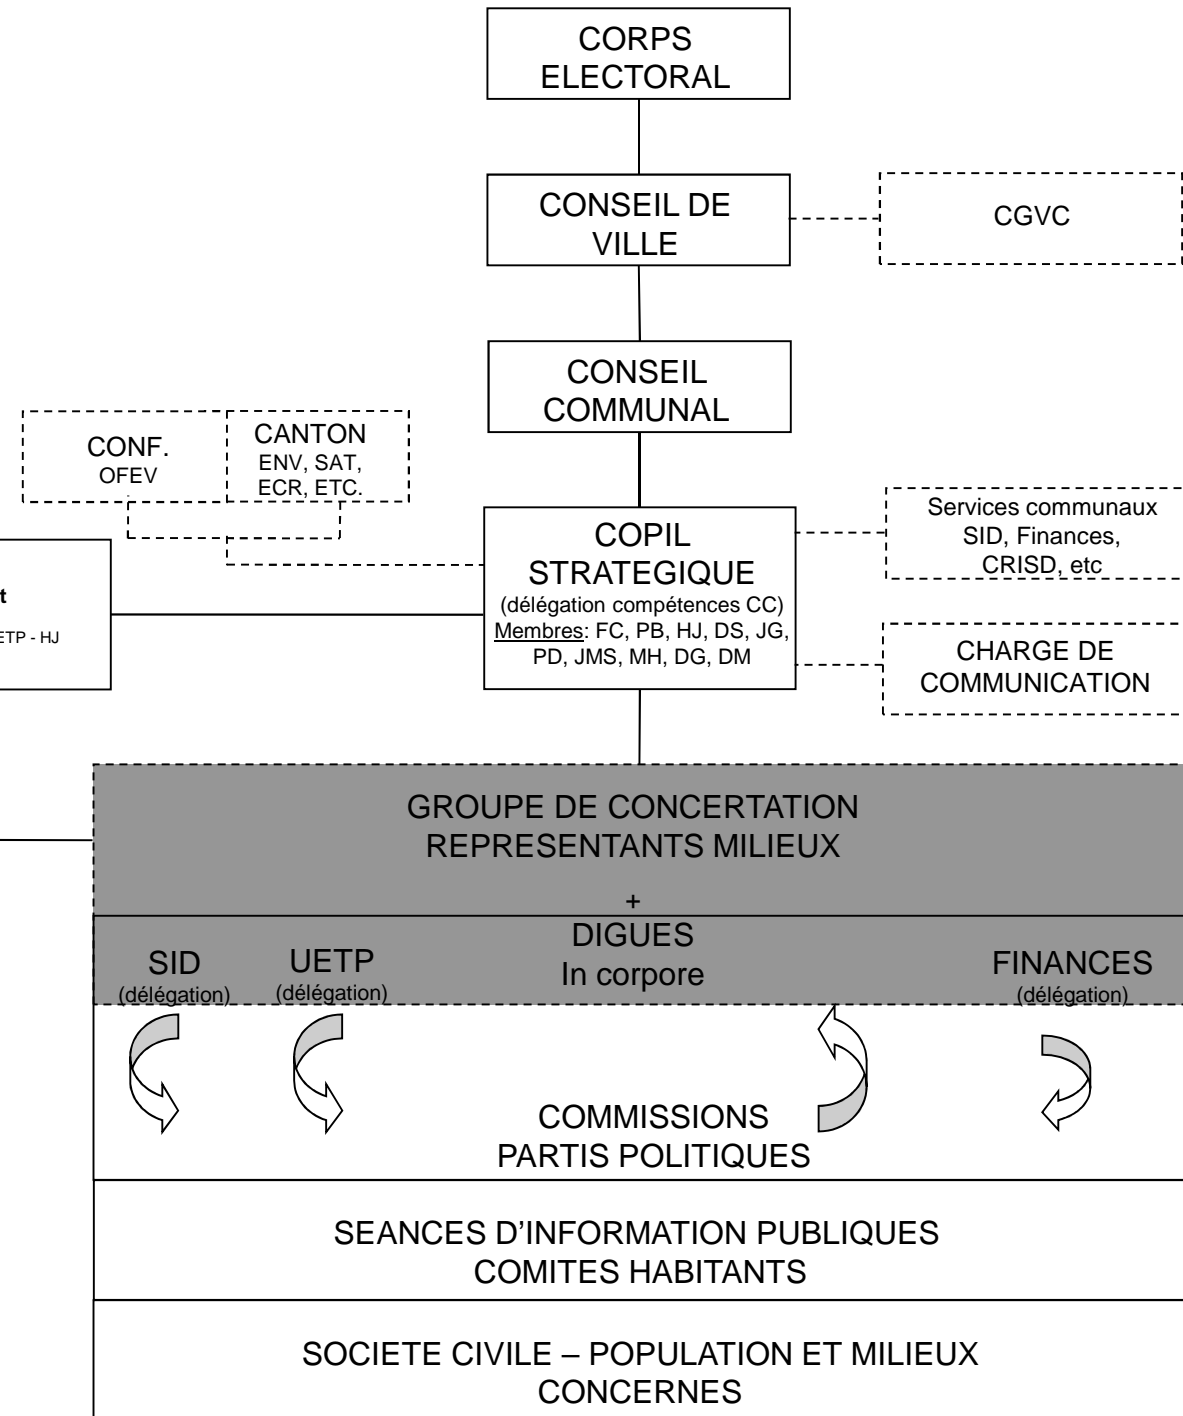 CORPS
ELECTORAL
CONSEIL DE
VILLE
CGVC
CONSEIL
COMMUNAL
CONF.
OFEV
CANTON
ENV, SAT,
ECR, ETC.
COPIL
STRATEGIQUE
(délégation compétences CC)
Membres: FC, PB, HJ, DS, JG,
PD, JMS, MH, DG, DM
Services communaux
SID, Finances,
CRISD, etc
CHARGE DE
COMMUNICATION
t
ETP - HJ
GROUPE DE CONCERTATION
REPRESENTANTS MILIEUX
+
DIGUES
In corpore
SID
(délégation)
UETP
(délégation)
FINANCES
(délégation)
COMMISSIONS
PARTIS POLITIQUES
SEANCES D’INFORMATION PUBLIQUES
COMITES HABITANTS
SOCIETE CIVILE – POPULATION ET MILIEUX
CONCERNES